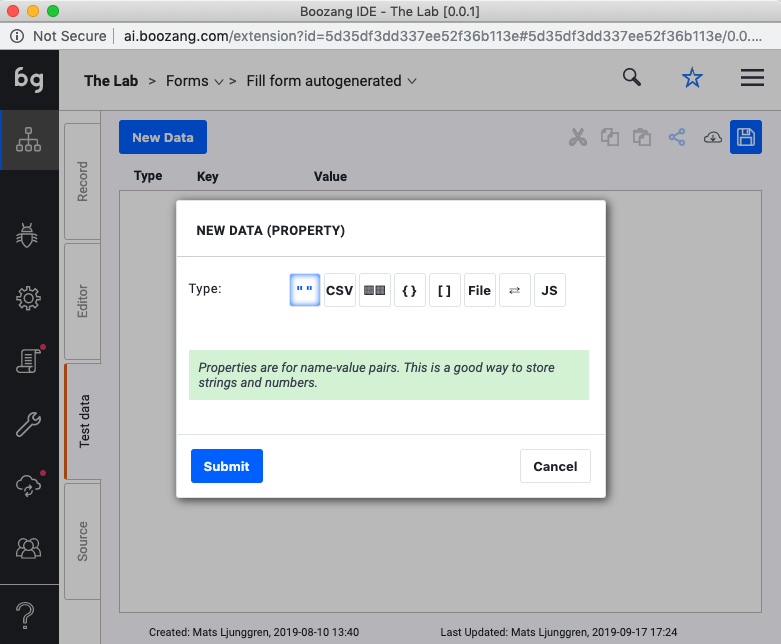 Boozang IDE - The Lab [0.0.1]
Not Secure | ai.boozang.com/extension?id=5d35df3dd337ee52f36b113e#5d35df3dd337ee52f36b113e/0.0....
bg
The Lab > Forms > Fill form autogenerated
New Data
Record
Editor
Test data
Source
Type Key Value
NEW DATA (PROPERTY)
Type: " " CSV { } [ ] File ⇄ JS
Properties are for name-value pairs. This is a good way to store
strings and numbers.
Submit Cancel
Created: Mats Ljunggren, 2019-08-10 13:40 Last Updated: Mats Ljunggren, 2019-09-17 17:24